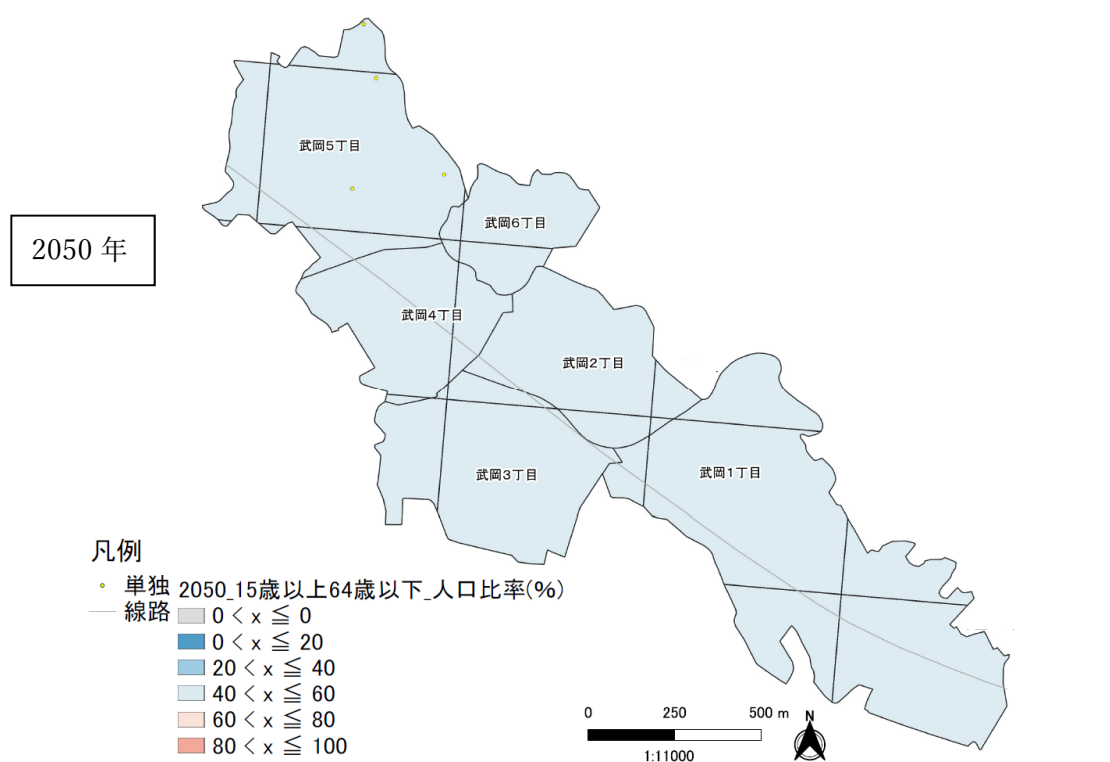 武岡5丁目
武岡6丁目
2050 年
武岡4丁目
武岡2丁目
武岡3丁目
武岡1丁目
凡例
単独
線路
2050_15歳以上64歳以下_人口比率(%)
0 < x ≦ 0
0 < x ≦ 20
20 < x ≦ 40
40 < x ≦ 60
60 < x ≦ 80
80 < x ≦ 100
0 250 500 m
1:11000
N